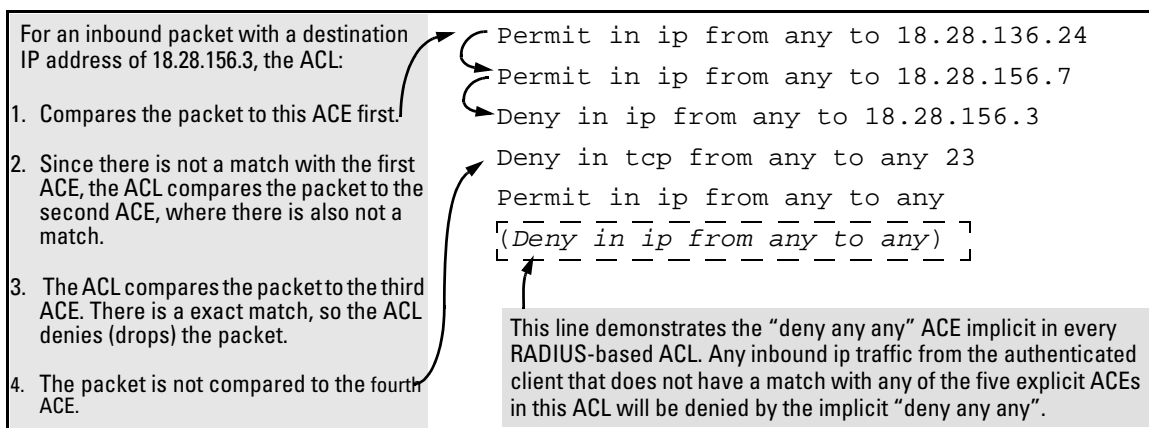 For an inbound packet with a destination
IP address of 18.28.156.3, the ACL:
1. Compares the packet to this ACE first.
2. Since there is not a match with the first
ACE, the ACL compares the packet to the
second ACE, where there is also not a
match.
3. The ACL compares the packet to the third
ACE. There is a exact match, so the ACL
denies (drops) the packet.
4. The packet is not compared to the fourth
ACE.
Permit in ip from any to 18.28.136.24
Permit in ip from any to 18.28.156.7
Deny in ip from any to 18.28.156.3
Deny in tcp from any to any 23
Permit in ip from any to any
(Deny in ip from any to any)
This line demonstrates the “deny any any” ACE implicit in every
RADIUS-based ACL. Any inbound ip traffic from the authenticated
client that does not have a match with any of the five explicit ACEs
in this ACL will be denied by the implicit “deny any any”.